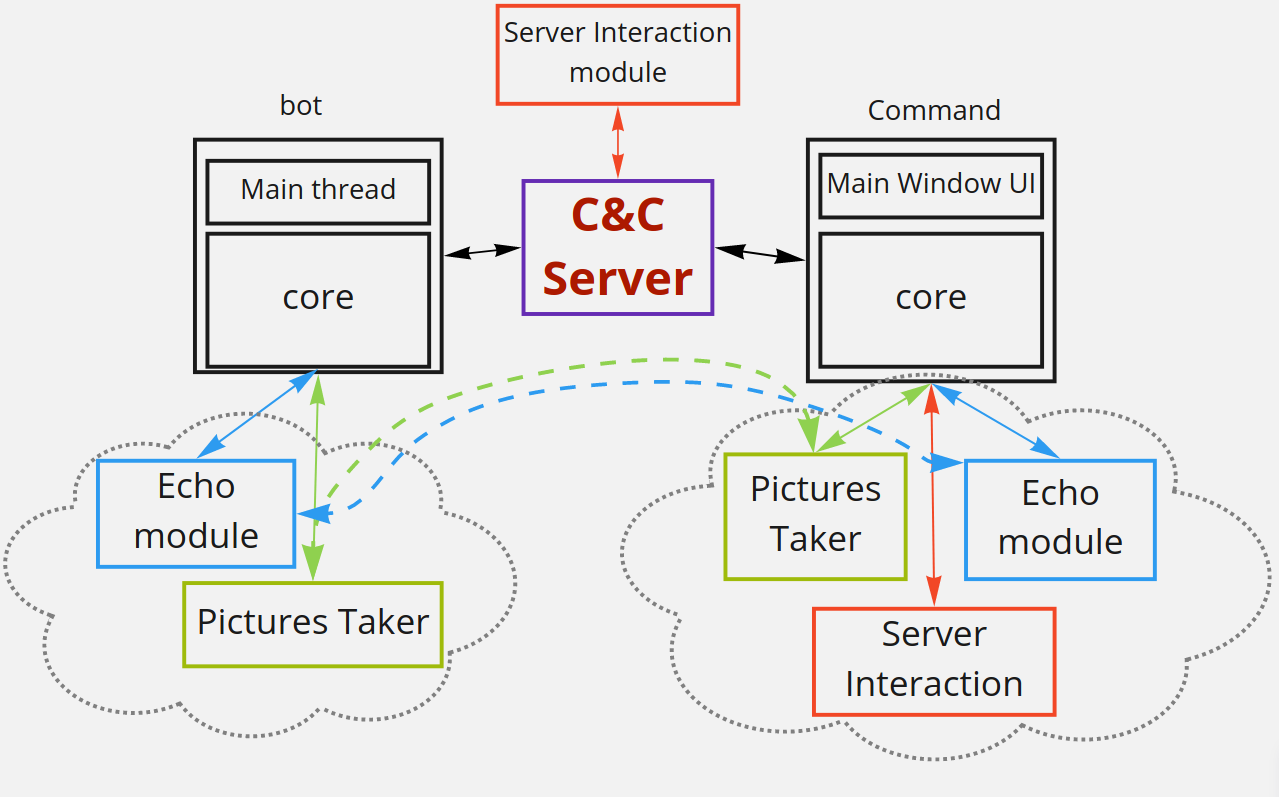 Server Interaction
module
bot
Command
Main thread
core
C&C
Server
Main Window UI
core
Echo
module
Pictures Taker
Pictures
Taker
Echo
module
Server
Interaction